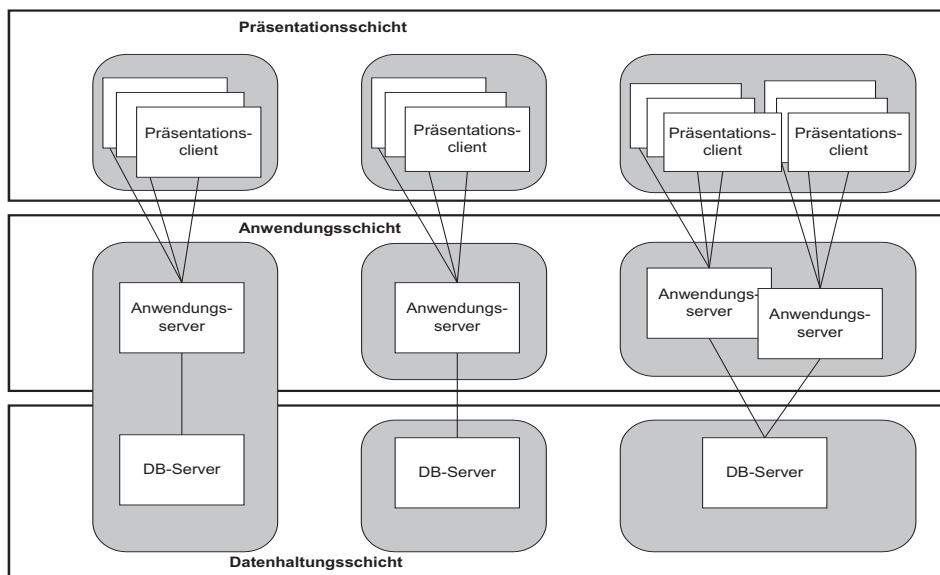 Präsentationsschicht
Präsentations-
client
Präsentations-
client
Präsentations-
client
Präsentations-
client
Anwendungsschicht
Anwendungs-
server
Anwendungs-
server
Anwendungs-
server
Anwendungs-
server
DB-Server
DB-Server
DB-Server
Datenhaltungsschicht